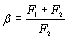 β = (F₁ + F₂) / F₂